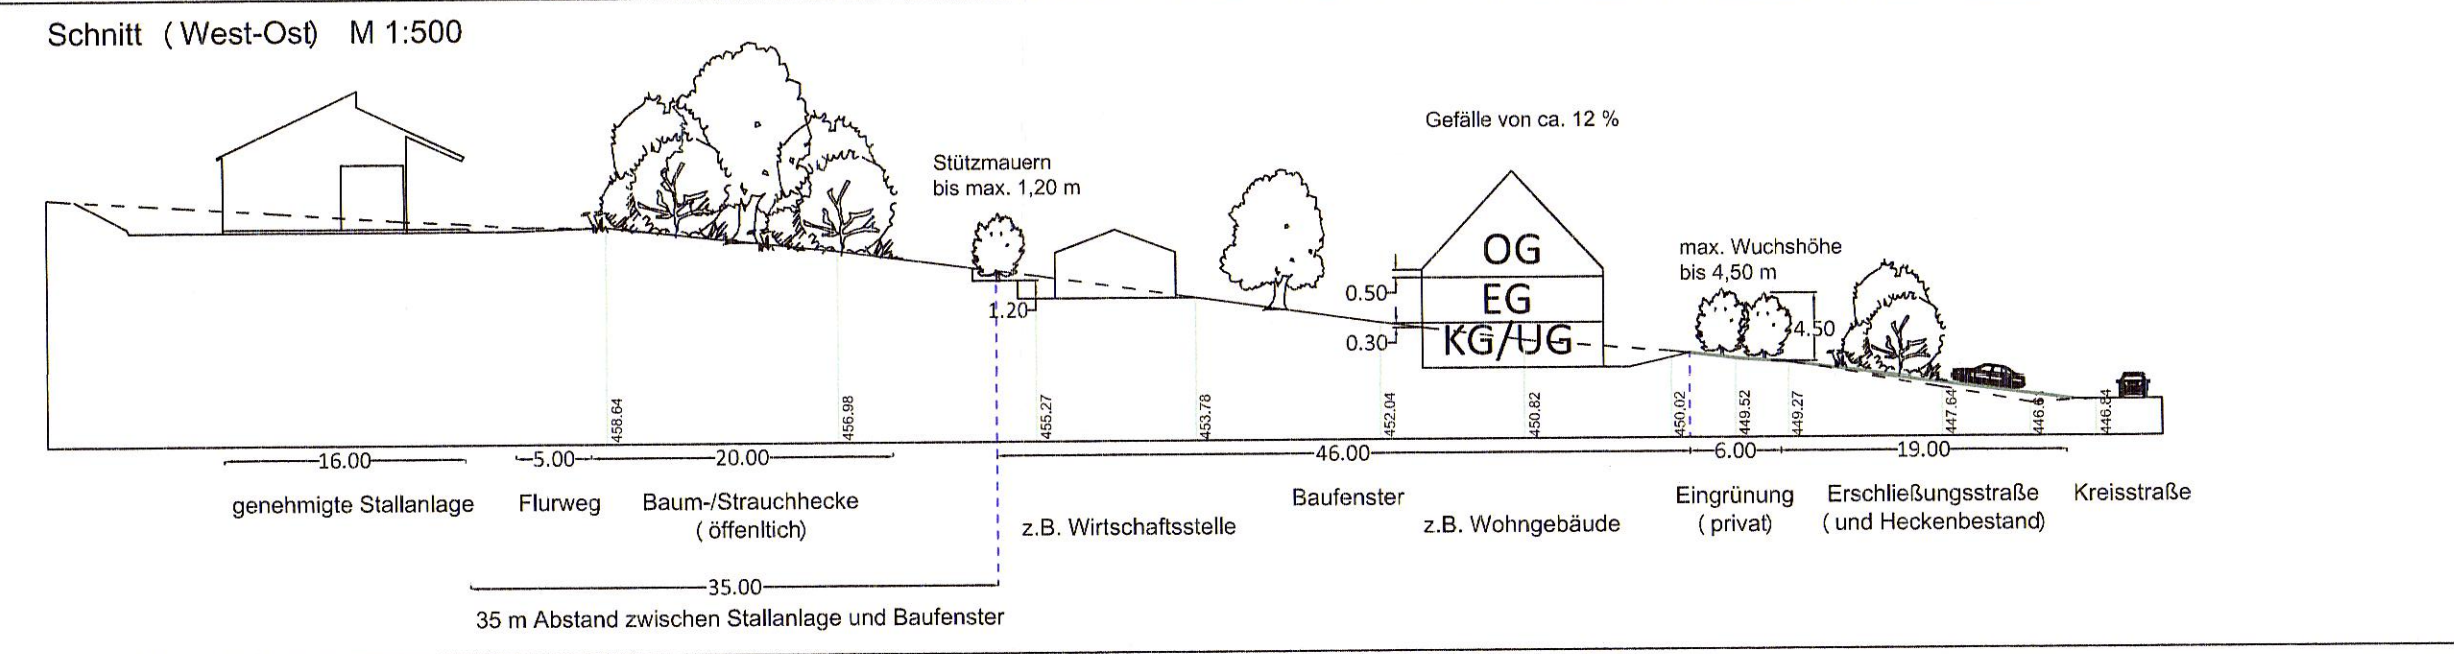 Schnitt (West-Ost) M 1:500
Gefälle von ca. 12 %
Stützmauern
bis max. 1,20 m
max. Wuchshöhe
bis 4,50 m
OG
EG
KG/UG
0.50
0.30
1.20
4.50
458.64
456.98
455.27
453.78
452.04
450.82
450.02
449.52
449.27
447.64
446.84
16.00
5.00
20.00
46.00
6.00
19.00
genehmigte Stallanlage
Flurweg
Baum-/Strauchhecke
(öffenltich)
z.B. Wirtschaftsstelle
Baufenster
z.B. Wohngebäude
Eingrünung
(privat)
Erschließungsstraße
(und Heckenbestand)
Kreisstraße
35.00
35 m Abstand zwischen Stallanlage und Baufenster